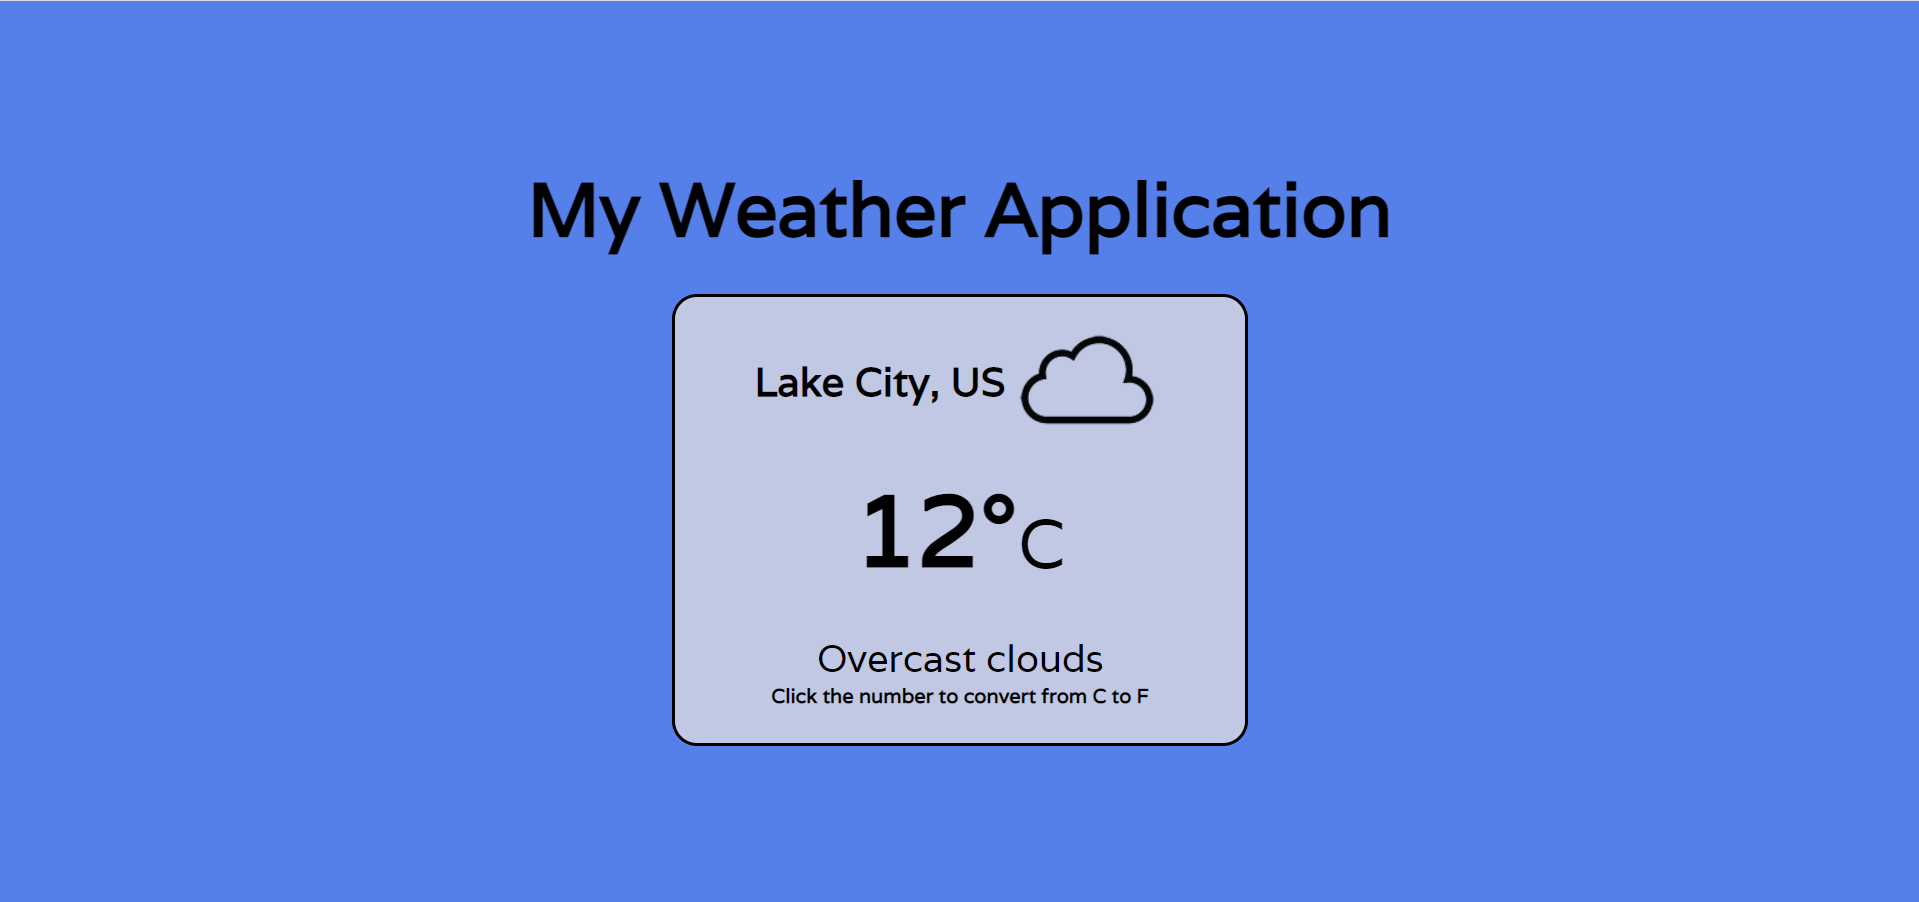 My Weather Application
Lake City, US
12°C
Overcast clouds
Click the number to convert from C to F